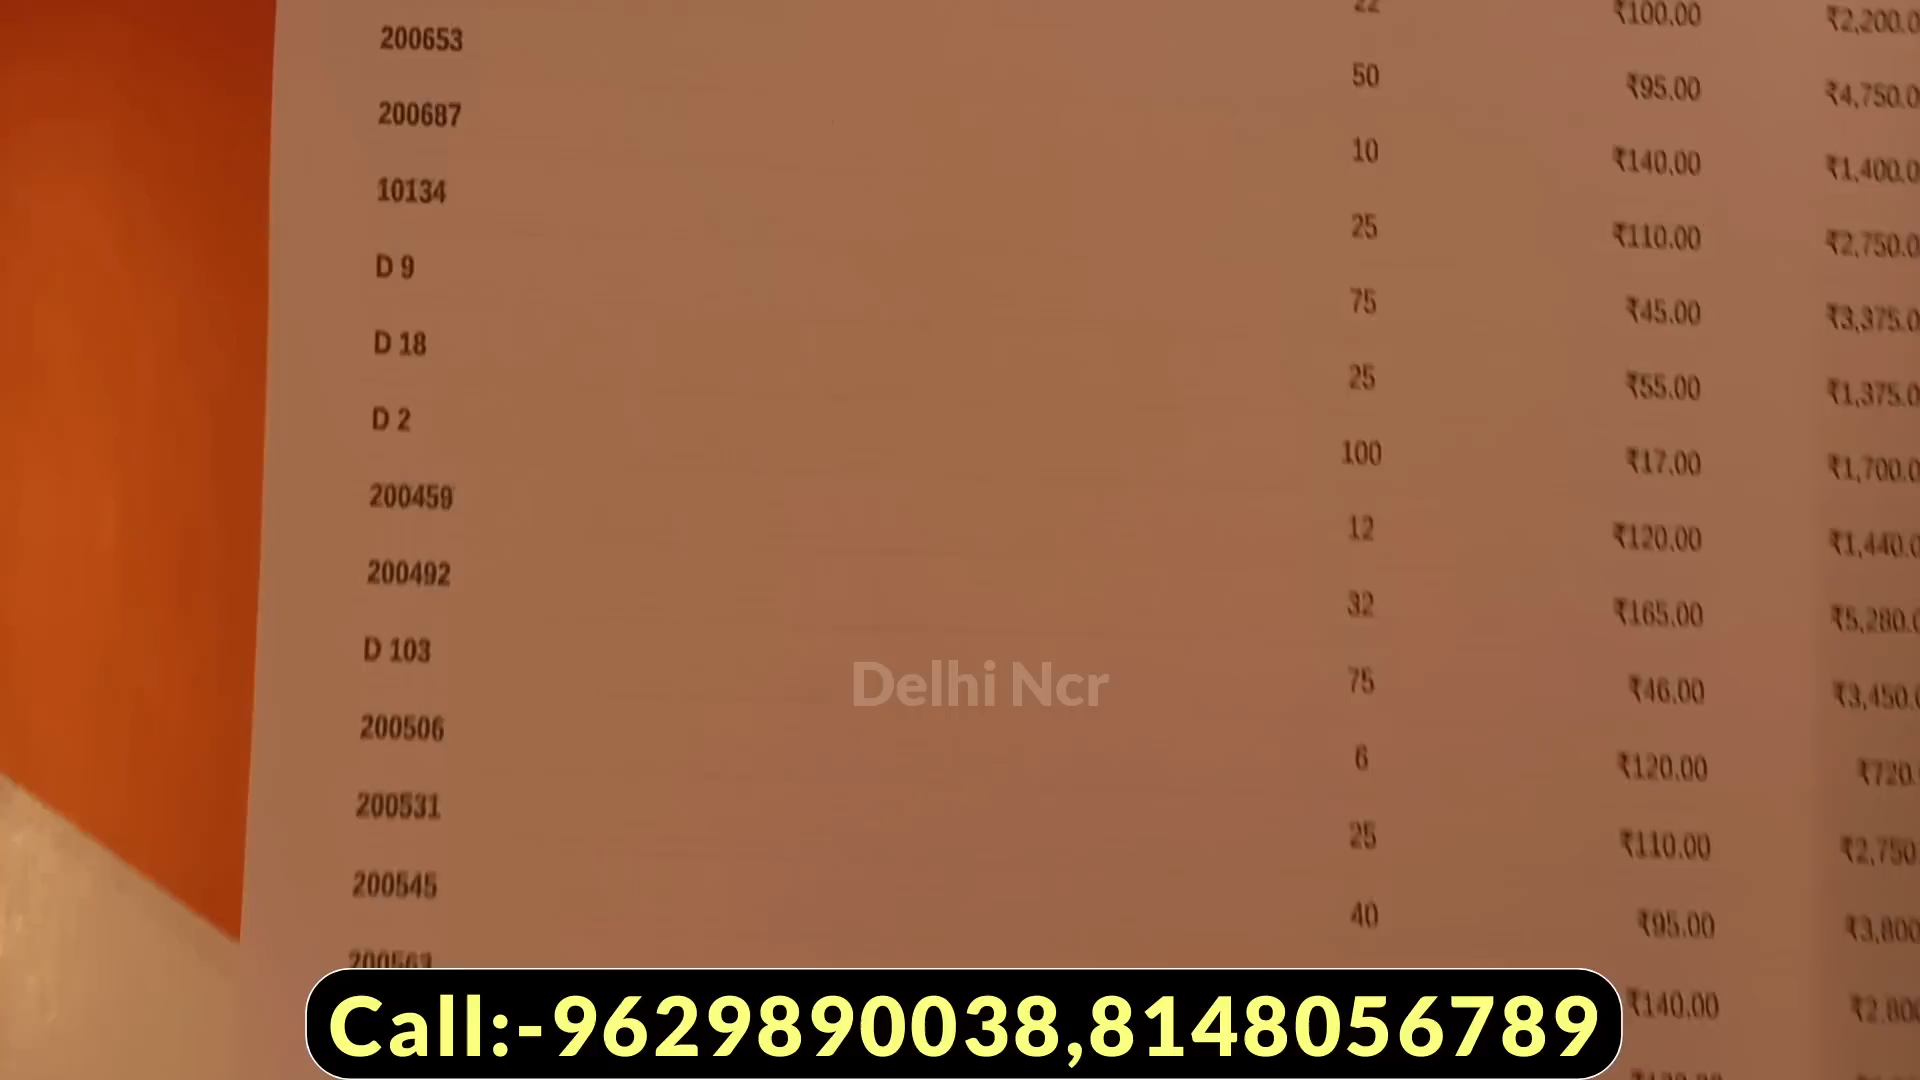 22 ₹100.00 ₹2,200.0
200653 50 ₹95.00 ₹4,750.0
200687 10 ₹140.00 ₹1,400.0
10134 25 ₹110.00 ₹2,750.0
D 9 75 ₹45.00 ₹3,375.0
D 18 25 ₹55.00 ₹1,375.0
D 2 100 ₹17.00 ₹1,700.0
200459 12 ₹120.00 ₹1,440.0
200492 32 ₹165.00 ₹5,280.0
D 103 75 ₹46.00 ₹3,450.0
200506 6 ₹120.00 ₹720.
200531 25 ₹110.00 ₹2,750
200545 40 ₹95.00 ₹3,800
200563 ₹140.00 ₹2,800
Delhi Ncr
Call:-9629890038,8148056789